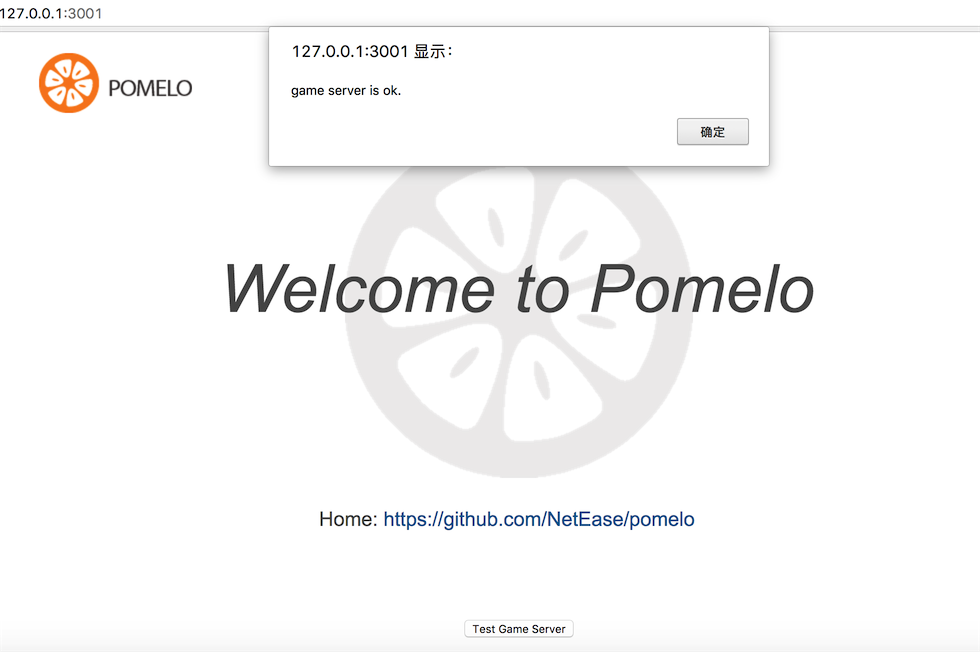 127.0.0.1:3001
127.0.0.1:3001 显示：
game server is ok.
确定
POMELO
Welcome to Pomelo
Home: https://github.com/NetEase/pomelo
Test Game Server